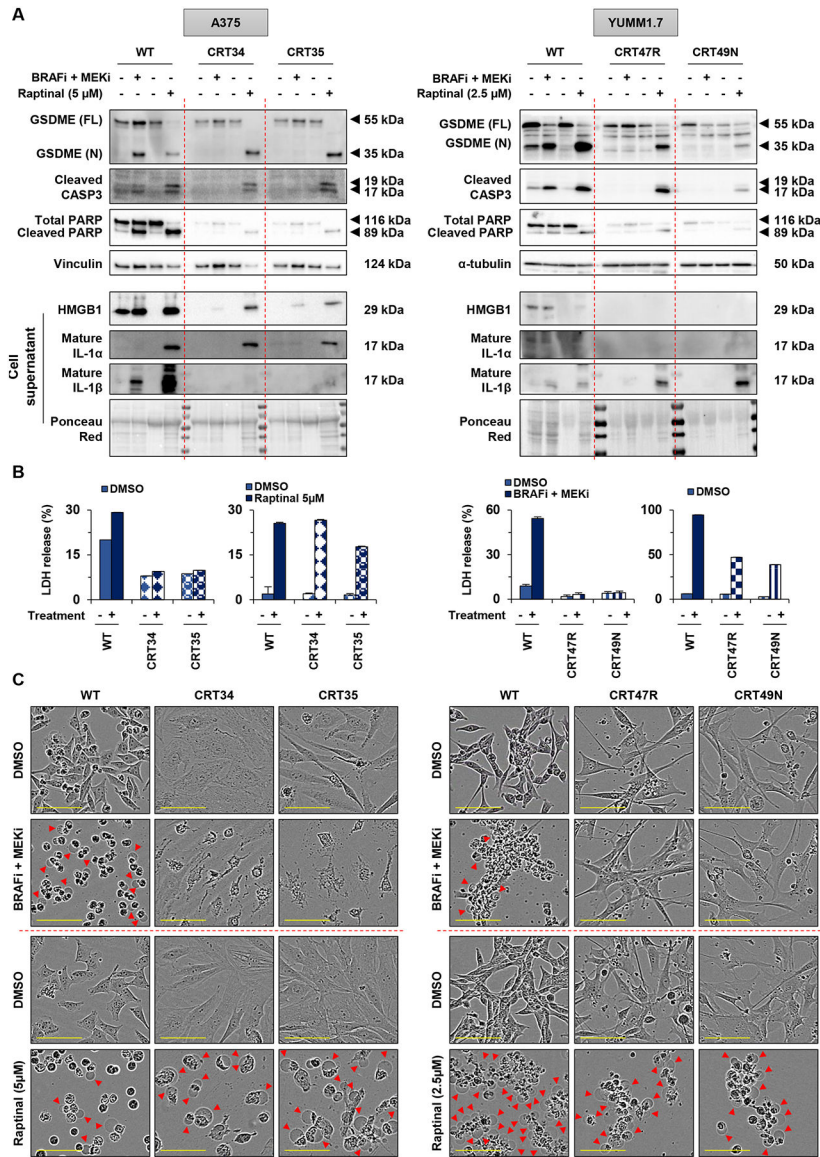 A
A375
YUMM1.7
WT CRT34 CRT35
WT CRT47R CRT49N
BRAFi + MEKi - + - - - + - - - + - -
BRAFi + MEKi - + - - - + - - - + - -
Raptinal (5 µM) - - - + - - - + - - - +
Raptinal (2.5 µM) - - - + - - - + - - - +
GSDME (FL) 55 kDa
GSDME (FL) 55 kDa
GSDME (N) 35 kDa
GSDME (N) 35 kDa
Cleaved 19 kDa
CASP3 17 kDa
Cleaved 19 kDa
CASP3 17 kDa
Total PARP 116 kDa
Cleaved PARP 89 kDa
Total PARP 116 kDa
Cleaved PARP 89 kDa
Vinculin 124 kDa
α-tubulin 50 kDa
Cell
supernatant
HMGB1 29 kDa
HMGB1 29 kDa
Mature
IL-1α 17 kDa
Mature
IL-1α 17 kDa
Mature
IL-1β 17 kDa
Mature
IL-1β 17 kDa
Ponceau
Red
Ponceau
Red
B
DMSO
DMSO
Raptinal 5µM
DMSO
BRAFi + MEKi
DMSO
LDH release (%)
30
15
0
30
15
0
LDH release (%)
60
30
0
100
50
0
Treatment - + - + - + - + - + - +
Treatment - + - + - + - + - + - +
WT CRT34 CRT35 WT CRT34 CRT35
WT CRT47R CRT49N WT CRT47R CRT49N
C
WT CRT34 CRT35
WT CRT47R CRT49N
DMSO
DMSO
BRAFi + MEKi
BRAFi + MEKi
DMSO
DMSO
Raptinal (5µM)
Raptinal (2.5µM)